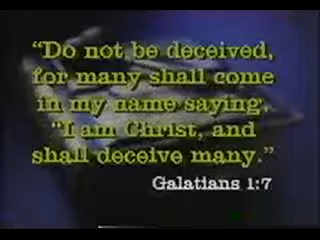 “Do not be deceived,
for many shall come
in my name saying,
“I am Christ, and
shall deceive many.”
Galatians 1:7